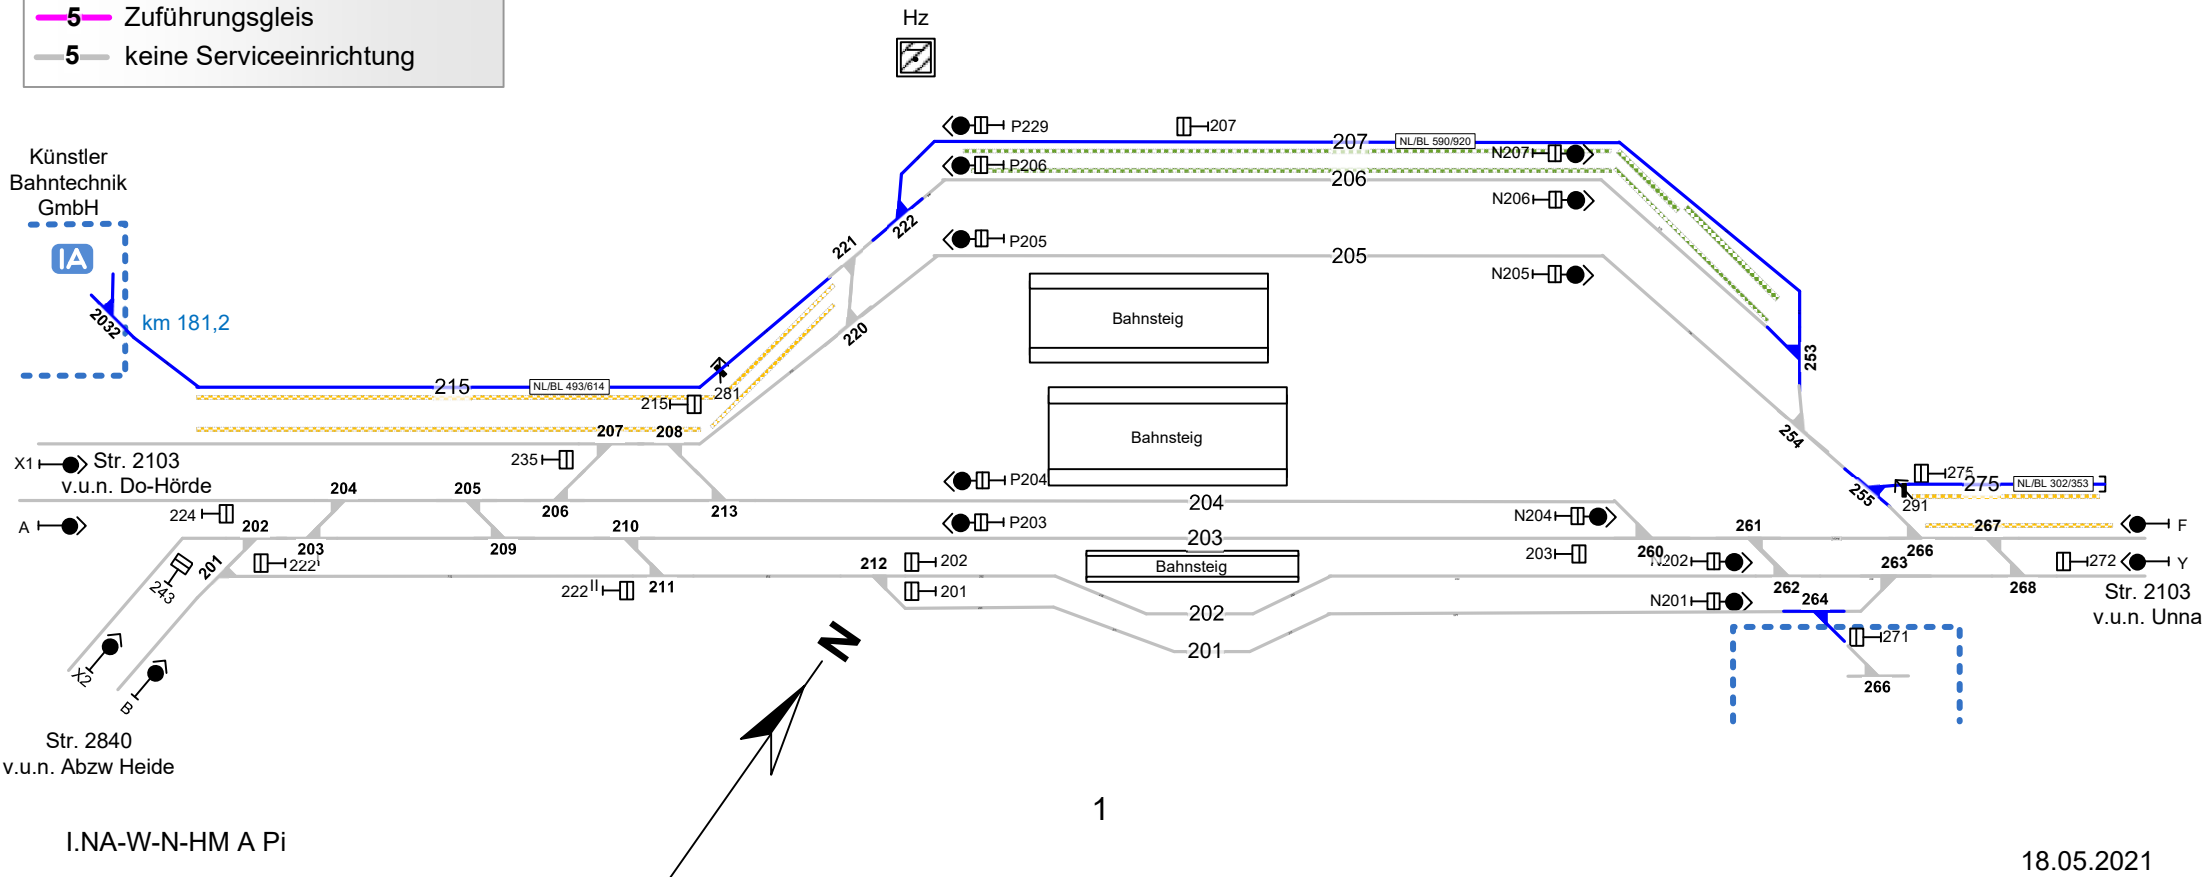 5 Zuführungsgleis
5 keine Serviceeinrichtung
Hz
P229
207
207
NL/BL 590/920
N207
Künstler
Bahntechnik
GmbH
IA
P206
206
N206
222
221
P205
205
N205
2032
km 181,2
220
Bahnsteig
253
215
NL/BL 493/614
281
215
207
208
Bahnsteig
254
X1
Str. 2103
v.u.n. Do-Hörde
235
P204
204
205
204
206
213
255
275
275
NL/BL 302/353
291
A
224
202
203
209
210
P203
203
N204
203
260
261
267
266
F
201
222I
243
222II
211
212
202
201
Bahnsteig
N202
262
263
268
272
Y
202
201
N201
264
271
266
Str. 2103
v.u.n. Unna
X2
B
N
Str. 2840
v.u.n. Abzw Heide
1
I.NA-W-N-HM A Pi
18.05.2021